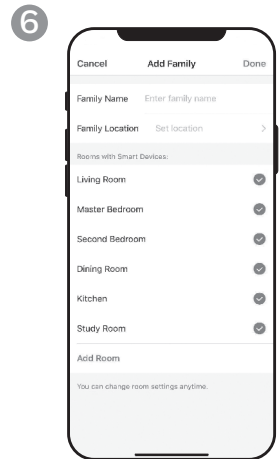 6
Cancel Add Family Done
Family Name Enter family name
Family Location Set location >
Rooms with Smart Devices:
Living Room
Master Bedroom
Second Bedroom
Dining Room
Kitchen
Study Room
Add Room
You can change room settings anytime.